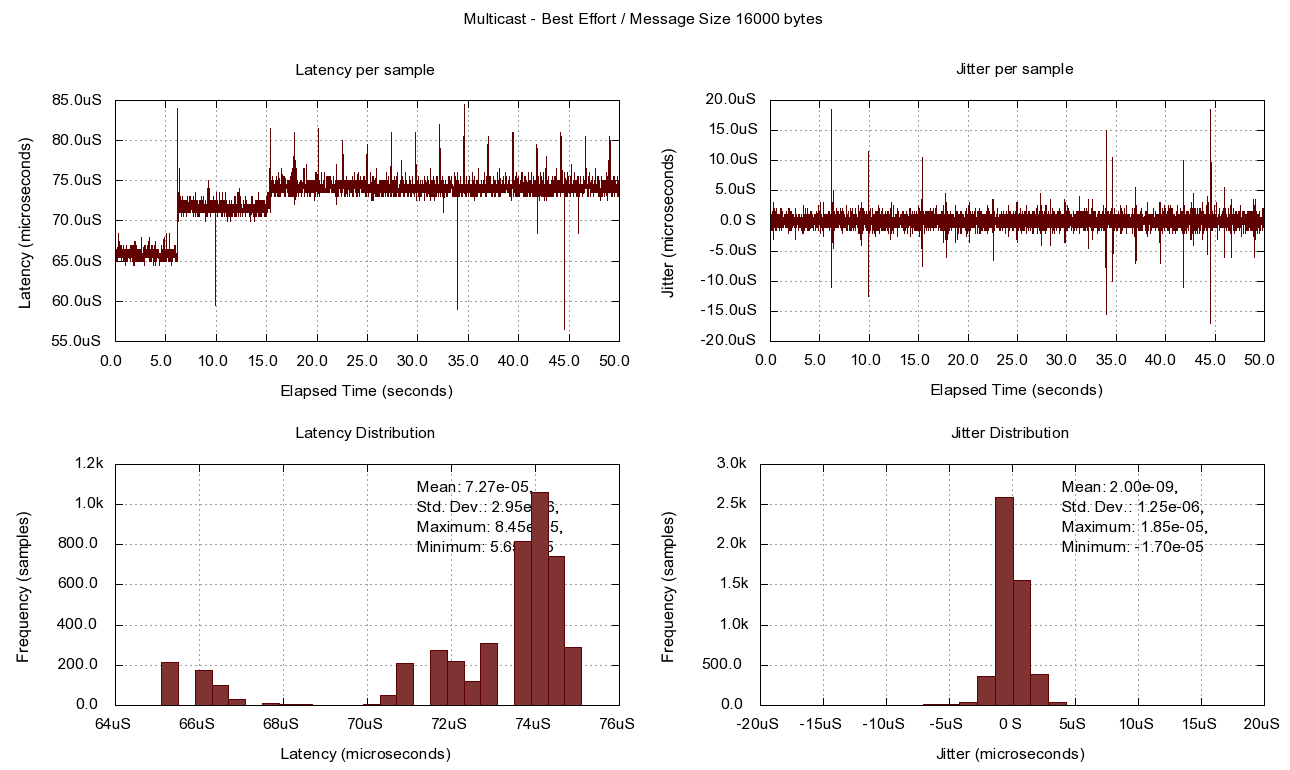 Multicast - Best Effort / Message Size 16000 bytes
Latency per sample
85.0uS
80.0uS
75.0uS
70.0uS
65.0uS
60.0uS
55.0uS
Latency (microseconds)
0.0 5.0 10.0 15.0 20.0 25.0 30.0 35.0 40.0 45.0 50.0
Elapsed Time (seconds)
Jitter per sample
20.0uS
15.0uS
10.0uS
5.0uS
0.0 S
-5.0uS
-10.0uS
-15.0uS
-20.0uS
Jitter (microseconds)
0.0 5.0 10.0 15.0 20.0 25.0 30.0 35.0 40.0 45.0 50.0
Elapsed Time (seconds)
Latency Distribution
1.2k
1.0k
800.0
600.0
400.0
200.0
0.0
Frequency (samples)
Mean: 7.27e-05,
Std. Dev.: 2.95e-06,
Maximum: 8.45e-05,
Minimum: 5.65e-05
64uS 66uS 68uS 70uS 72uS 74uS 76uS
Latency (microseconds)
Jitter Distribution
3.0k
2.5k
2.0k
1.5k
1.0k
500.0
0.0
Frequency (samples)
Mean: 2.00e-09,
Std. Dev.: 1.25e-06,
Maximum: 1.85e-05,
Minimum: -1.70e-05
-20uS -15uS -10uS -5uS 0 S 5uS 10uS 15uS 20uS
Jitter (microseconds)